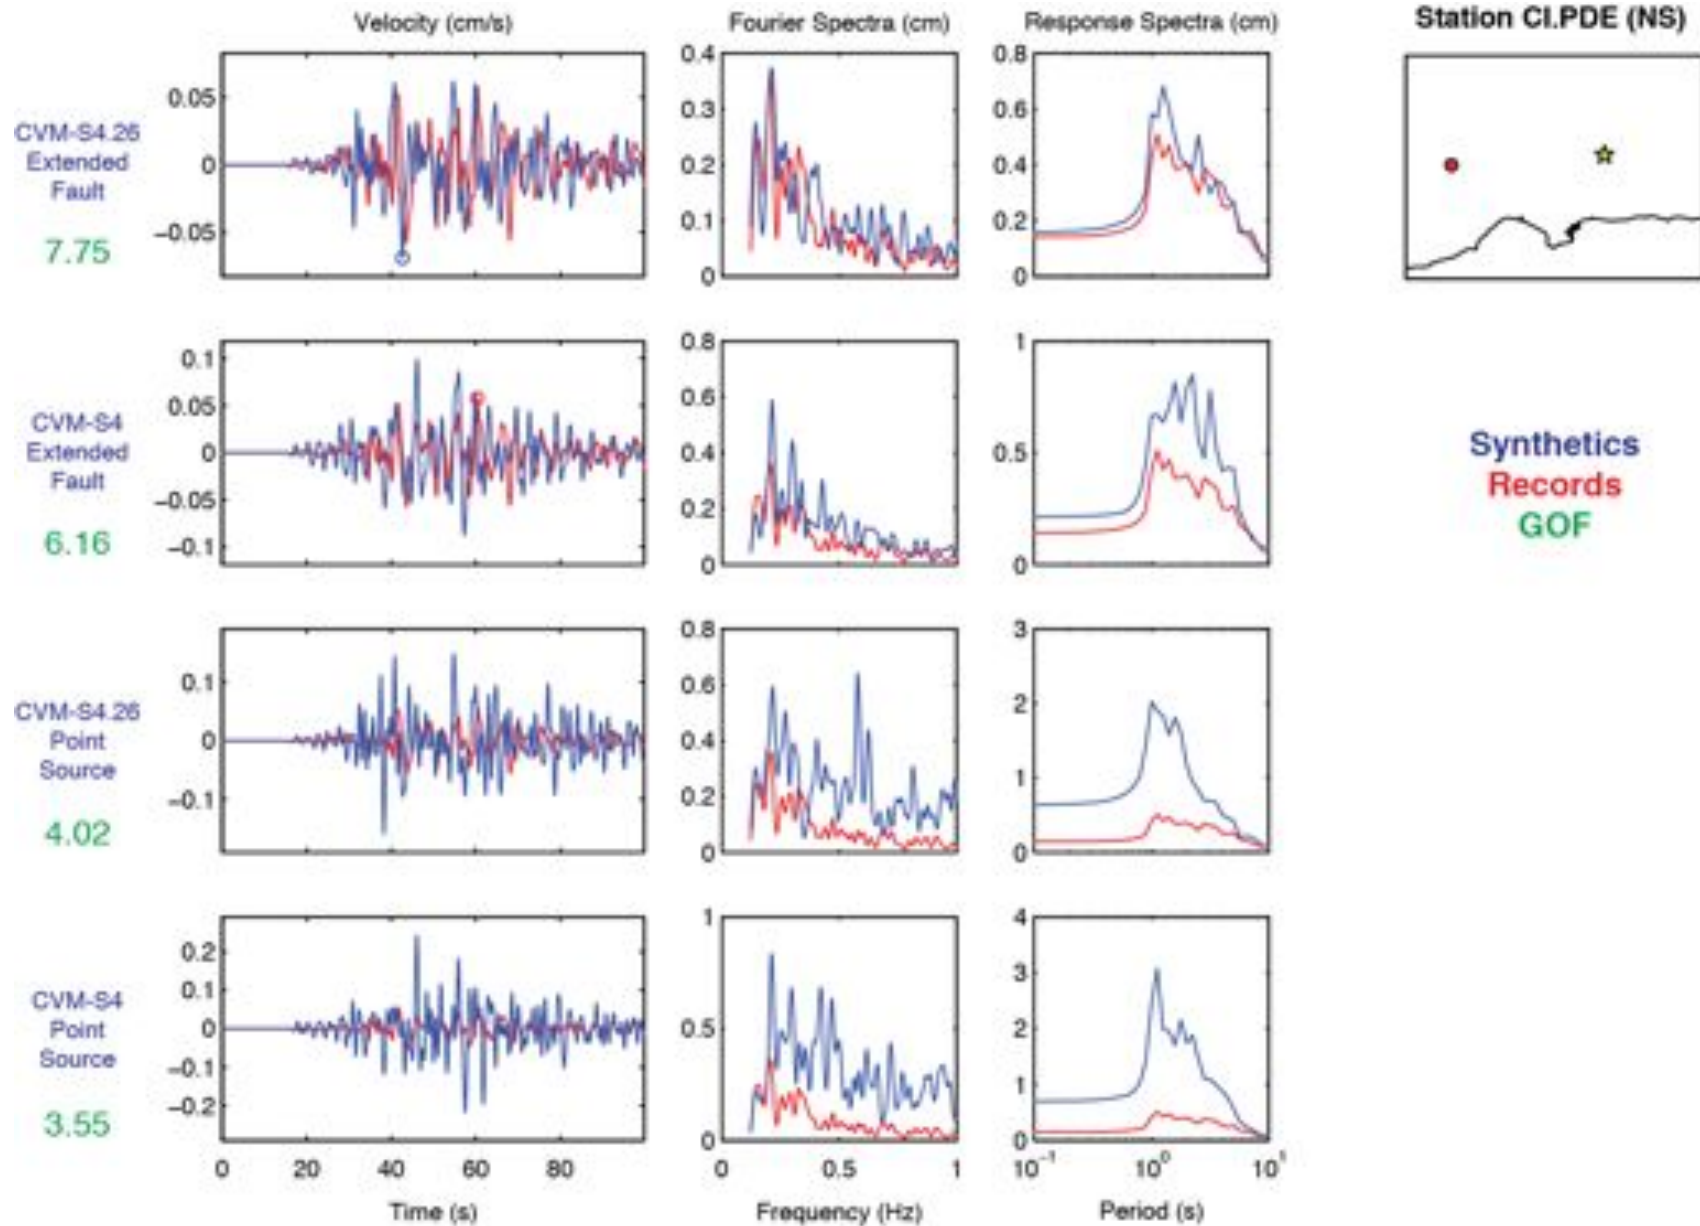 Velocity (cm/s)
Fourier Spectra (cm)
Response Spectra (cm)
Station CI.PDE (NS)
CVM-S4.26
Extended
Fault
7.75
0.05
0
−0.05
0.4
0.3
0.2
0.1
0
0.8
0.6
0.4
0.2
0
CVM-S4
Extended
Fault
6.16
0.1
0.05
0
−0.05
−0.1
0.8
0.6
0.4
0.2
0
1
0.5
0
Synthetics
Records
GOF
CVM-S4.26
Point
Source
4.02
0.1
0
−0.1
0.8
0.6
0.4
0.2
0
3
2
1
0
CVM-S4
Point
Source
3.55
0.2
0.1
0
−0.1
−0.2
1
0.5
0
4
3
2
1
0
0 20 40 60 80
0 0.5 1
10⁻¹ 10⁰ 10¹
Time (s)
Frequency (Hz)
Period (s)